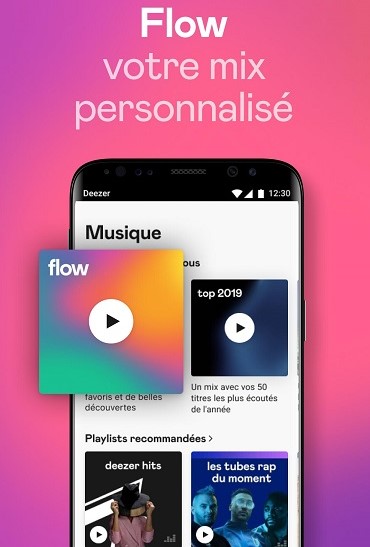 Flow
votre mix
personnalisé
Deezer
12:30
Musique
ous
flow
top 2019
favoris et de belles
découvertes
Un mix avec vos 50
titres les plus écoutés
de l'année
Playlists recommandées >
deezer hits
les tubes rap
du moment